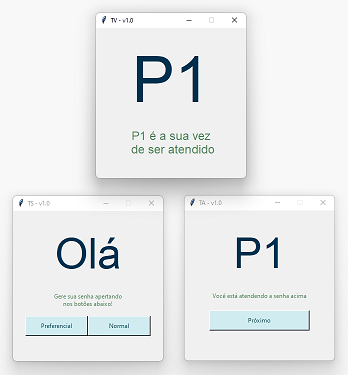 TV - v1.0
P1
P1 é a sua vez
de ser atendido
TS - v1.0
Olá
Gere sua senha apertando
nos botões abaixo!
Preferencial
Normal
TA - v1.0
P1
Você está atendendo a senha acima
Próximo